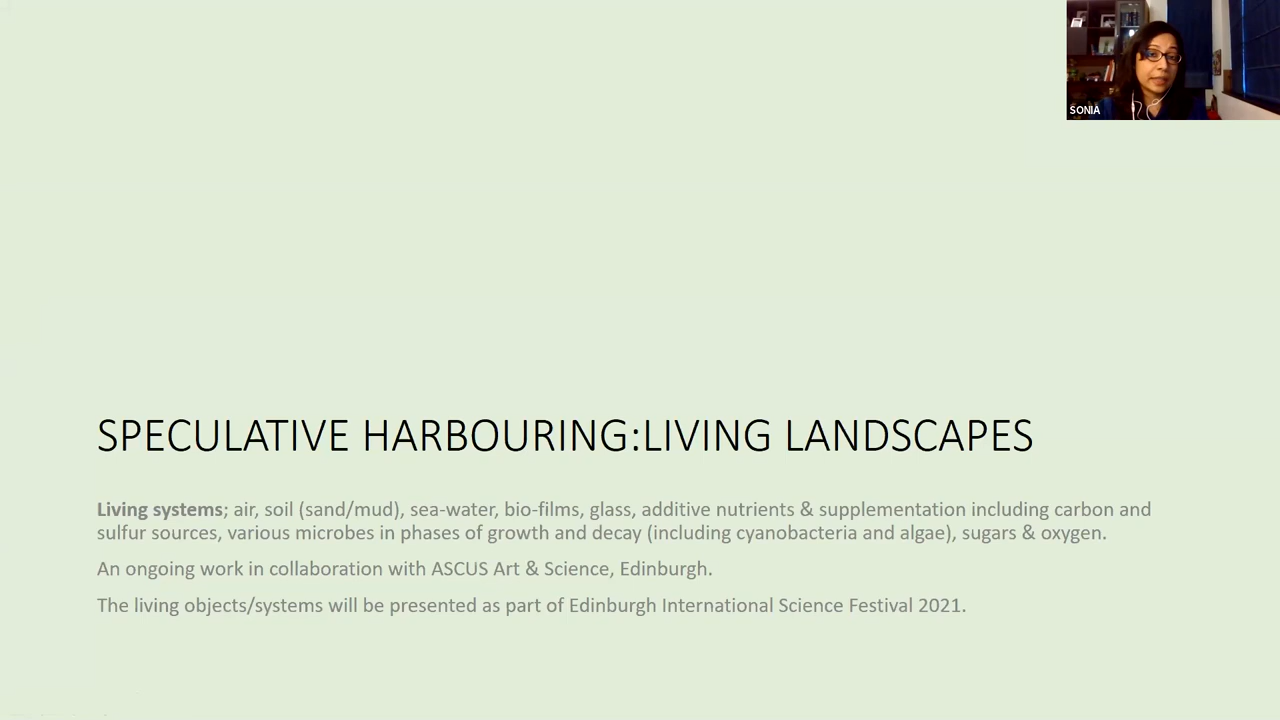 SONIA
SPECULATIVE HARBOURING:LIVING LANDSCAPES
Living systems; air, soil (sand/mud), sea-water, bio-films, glass, additive nutrients & supplementation including carbon and
sulfur sources, various microbes in phases of growth and decay (including cyanobacteria and algae), sugars & oxygen.
An ongoing work in collaboration with ASCUS Art & Science, Edinburgh.
The living objects/systems will be presented as part of Edinburgh International Science Festival 2021.